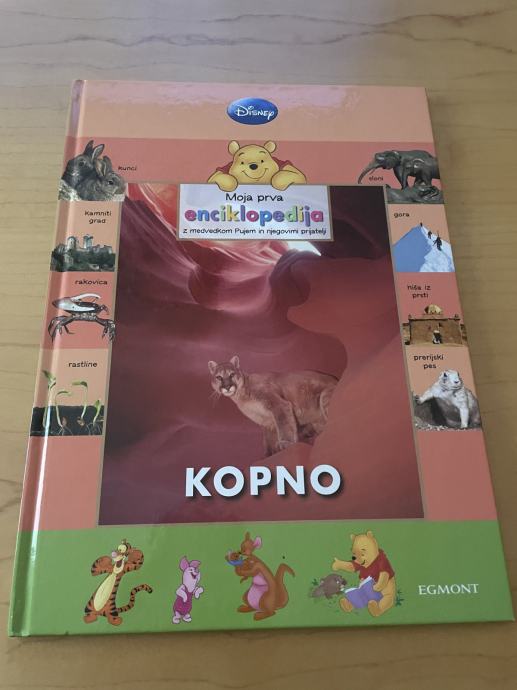 Disney
kunci
sloni
Moja prva
enciklopedija
z medvedkom Pujem in njegovimi prijatelji
kamniti
grad
gora
rakovica
hiša iz
prsti
rastline
prerijski
pes
KOPNO
EGMONT